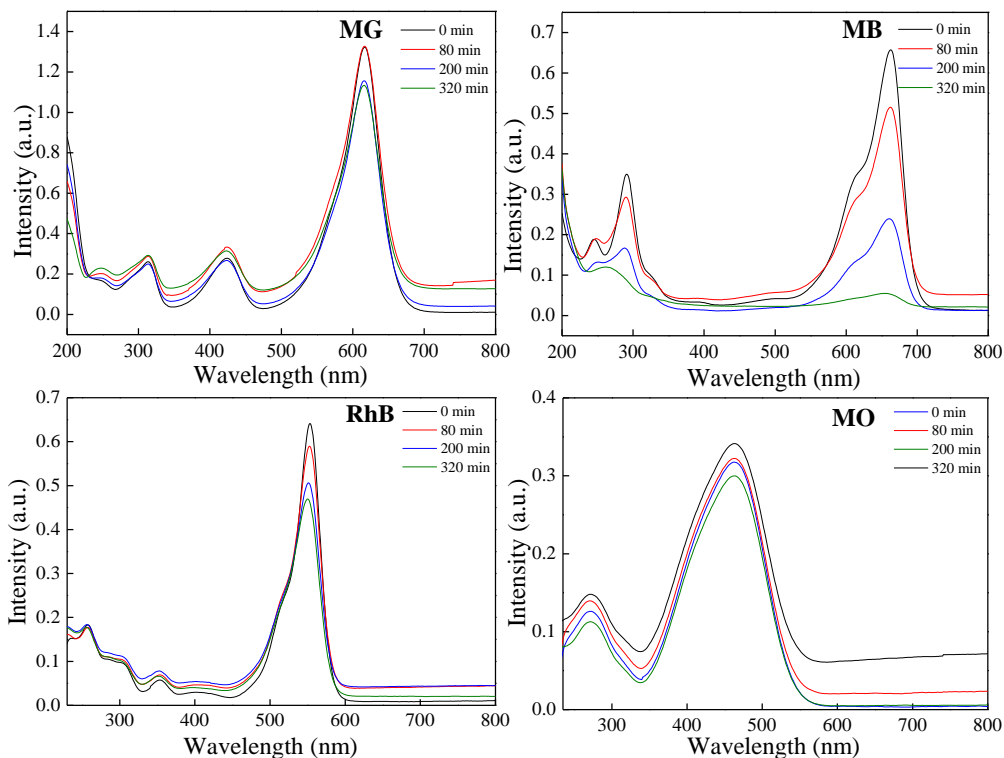 MG
0 min
80 min
200 min
320 min
Intensity (a.u.)
1.4
1.2
1.0
0.8
0.6
0.4
0.2
0.0
200 300 400 500 600 700 800
Wavelength (nm)
MB
0 min
80 min
200 min
320 min
Intensity (a.u.)
0.7
0.6
0.5
0.4
0.3
0.2
0.1
0.0
200 300 400 500 600 700 800
Wavelength (nm)
RhB
0 min
80 min
200 min
320 min
Intensity (a.u.)
0.7
0.6
0.5
0.4
0.3
0.2
0.1
0.0
300 400 500 600 700 800
Wavelength (nm)
MO
0 min
80 min
200 min
320 min
Intensity (a.u.)
0.4
0.3
0.2
0.1
0.0
300 400 500 600 700 800
Wavelength (nm)